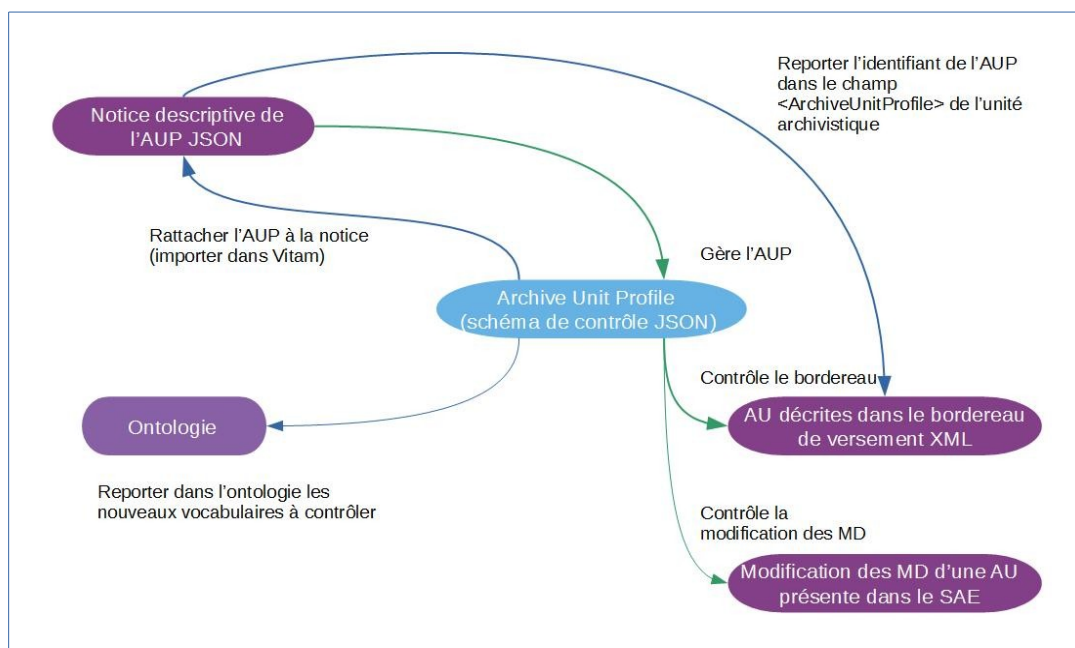 Reporter l’identifiant de l’AUP
dans le champ
<ArchiveUnitProfile> de l’unité
archivistique
Notice descriptive de
l’AUP JSON
Rattacher l’AUP à la notice
(importer dans Vitam)
Gère l’AUP
Archive Unit Profile
(schéma de contrôle JSON)
Contrôle le bordereau
AU décrites dans le bordereau
de versement XML
Ontologie
Reporter dans l’ontologie les
nouveaux vocabulaires à contrôler
Contrôle la
modification des MD
Modification des MD d’une AU
présente dans le SAE